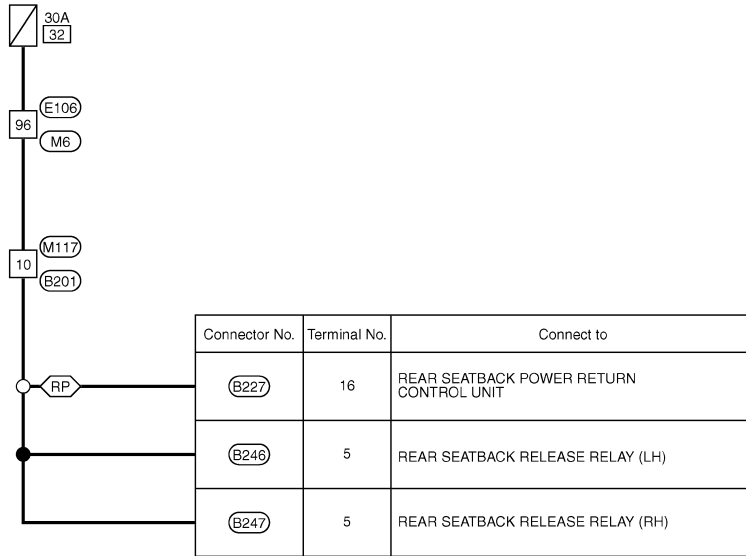 30A
32
E106
96
M6
M117
10
B201
Connector No. Terminal No. Connect to
RP B227 16 REAR SEATBACK POWER RETURN
CONTROL UNIT
B246 5 REAR SEATBACK RELEASE RELAY (LH)
B247 5 REAR SEATBACK RELEASE RELAY (RH)